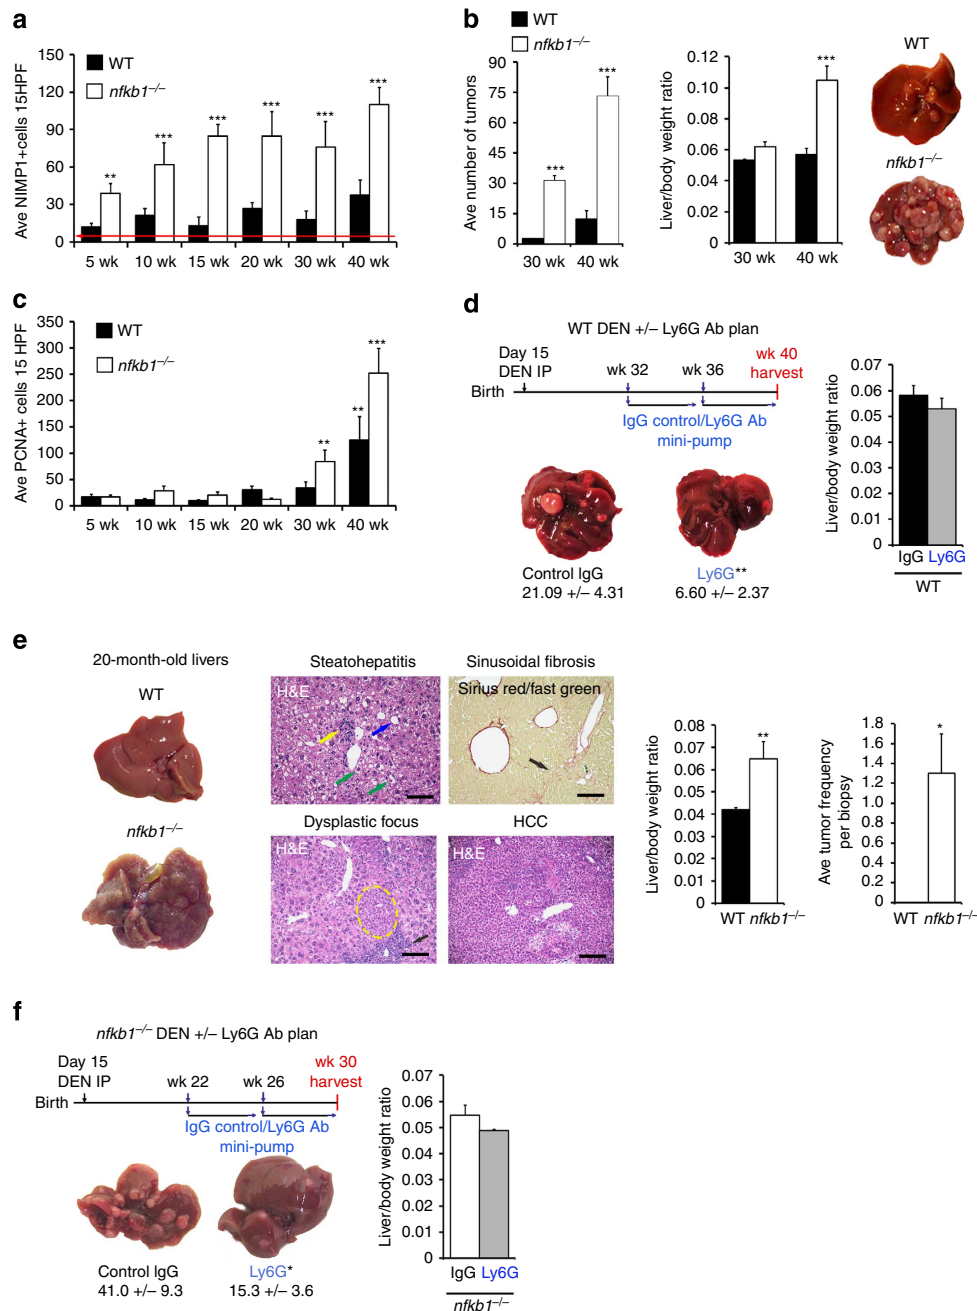 a
WT
nfkb1–/–
Ave NIMP1+cells 15HPF
150
120
90
60
30
0
**
***
***
***
***
***
5 wk 10 wk 15 wk 20 wk 30 wk 40 wk
b
WT
nfkb1–/–
Ave number of tumors
90
75
60
45
30
15
0
***
***
30 wk 40 wk
Liver/body weight ratio
0.12
0.10
0.08
0.06
0.04
0.02
0
***
30 wk 40 wk
WT
nfkb1–/–
c
WT
nfkb1–/–
Ave PCNA+ cells 15 HPF
350
300
250
200
150
100
50
0
**
**
***
5 wk 10 wk 15 wk 20 wk 30 wk 40 wk
d
WT DEN +/– Ly6G Ab plan
Day 15
DEN IP
wk 32
wk 36
wk 40
harvest
Birth
IgG control/Ly6G Ab
mini-pump
Control IgG
21.09 +/– 4.31
Ly6G**
6.60 +/– 2.37
Liver/body weight ratio
0.07
0.06
0.05
0.04
0.03
0.02
0.01
0
IgG Ly6G
WT
e
20-month-old livers
WT
nfkb1–/–
Steatohepatitis
H&E
Sinusoidal fibrosis
Sirius red/fast green
Dysplastic focus
H&E
HCC
H&E
Liver/body weight ratio
0.08
0.07
0.06
0.05
0.04
0.03
0.02
0.01
0
**
WT nfkb1–/–
Ave tumor frequency
per biopsy
1.8
1.6
1.4
1.2
1.0
0.8
0.6
0.4
0.2
0
*
WT nfkb1–/–
f
nfkb1–/– DEN +/– Ly6G Ab plan
Day 15
DEN IP
wk 22
wk 26
wk 30
harvest
Birth
IgG control/Ly6G Ab
mini-pump
Control IgG
41.0 +/– 9.3
Ly6G*
15.3 +/– 3.6
Liver/body weight ratio
0.07
0.06
0.05
0.04
0.03
0.02
0.01
0
IgG Ly6G
nfkb1–/–